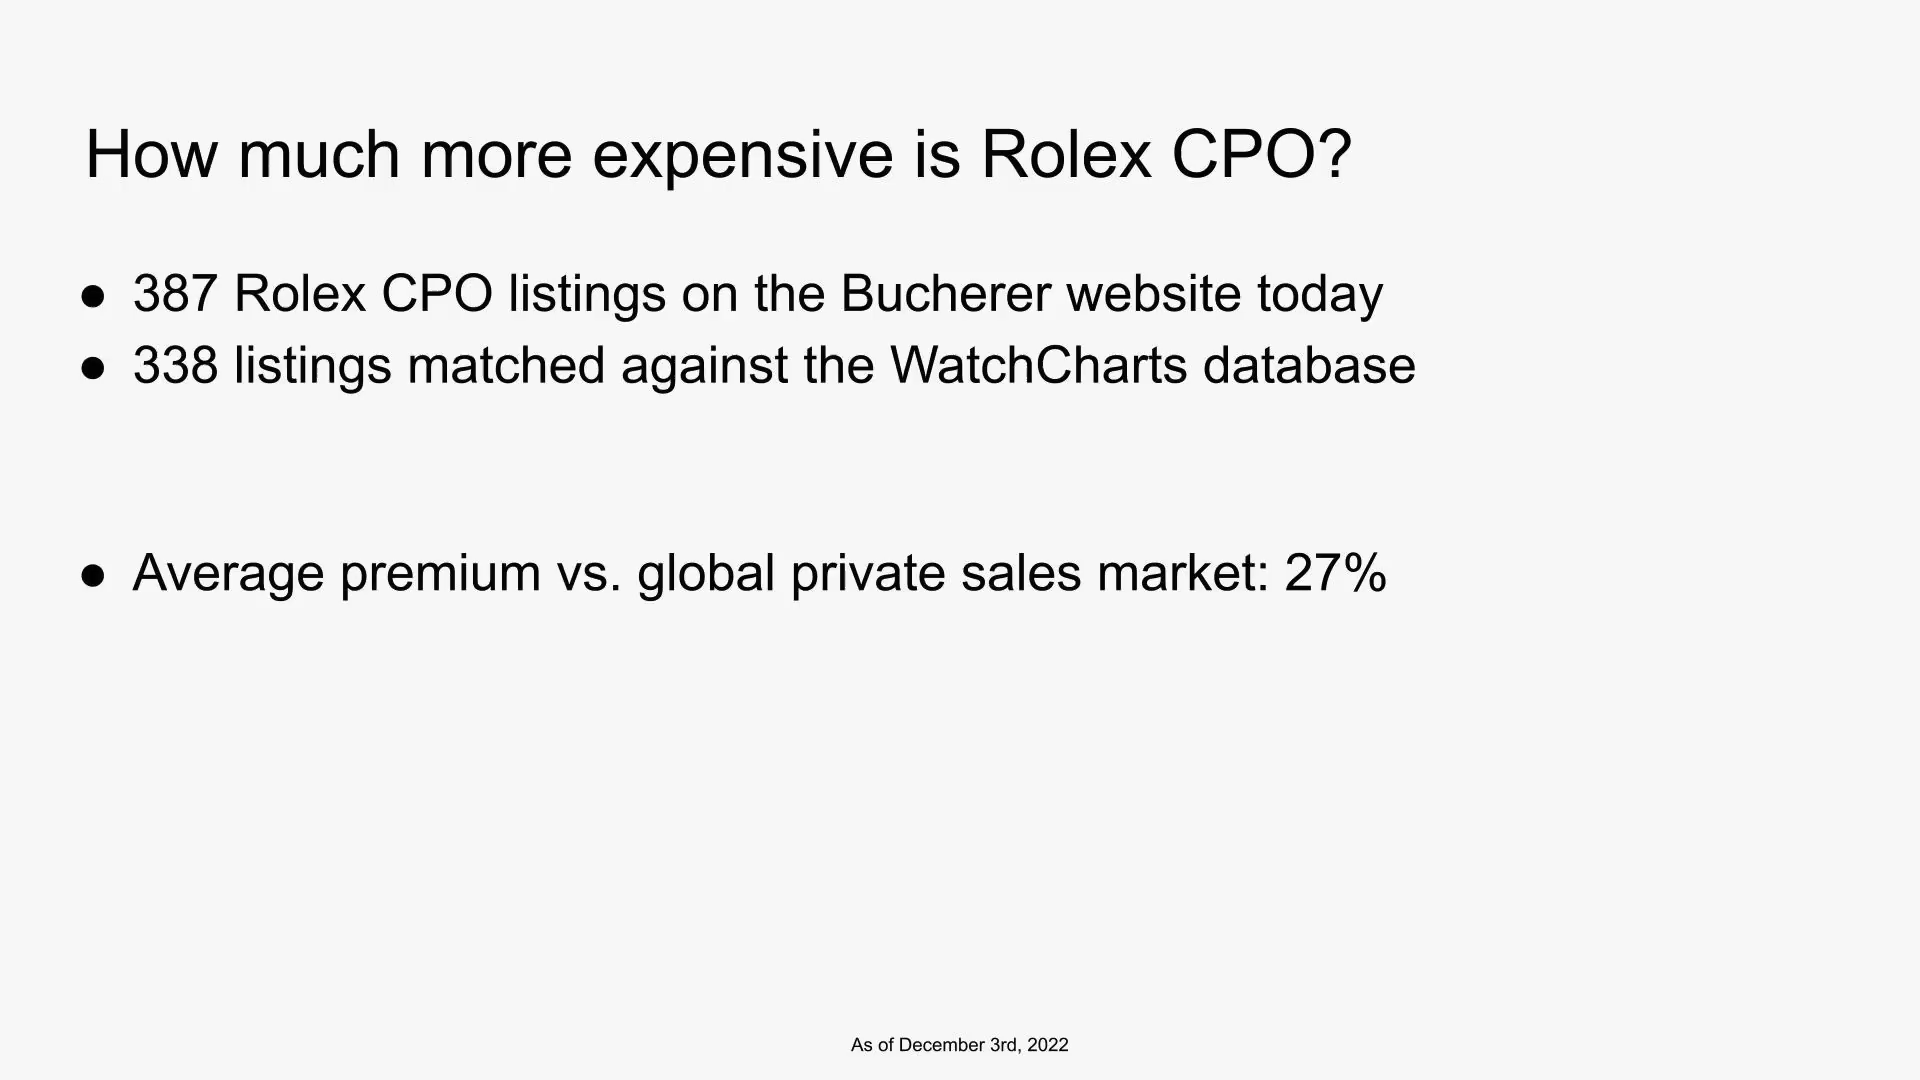 How much more expensive is Rolex CPO?
● 387 Rolex CPO listings on the Bucherer website today
● 338 listings matched against the WatchCharts database
● Average premium vs. global private sales market: 27%
As of December 3rd, 2022